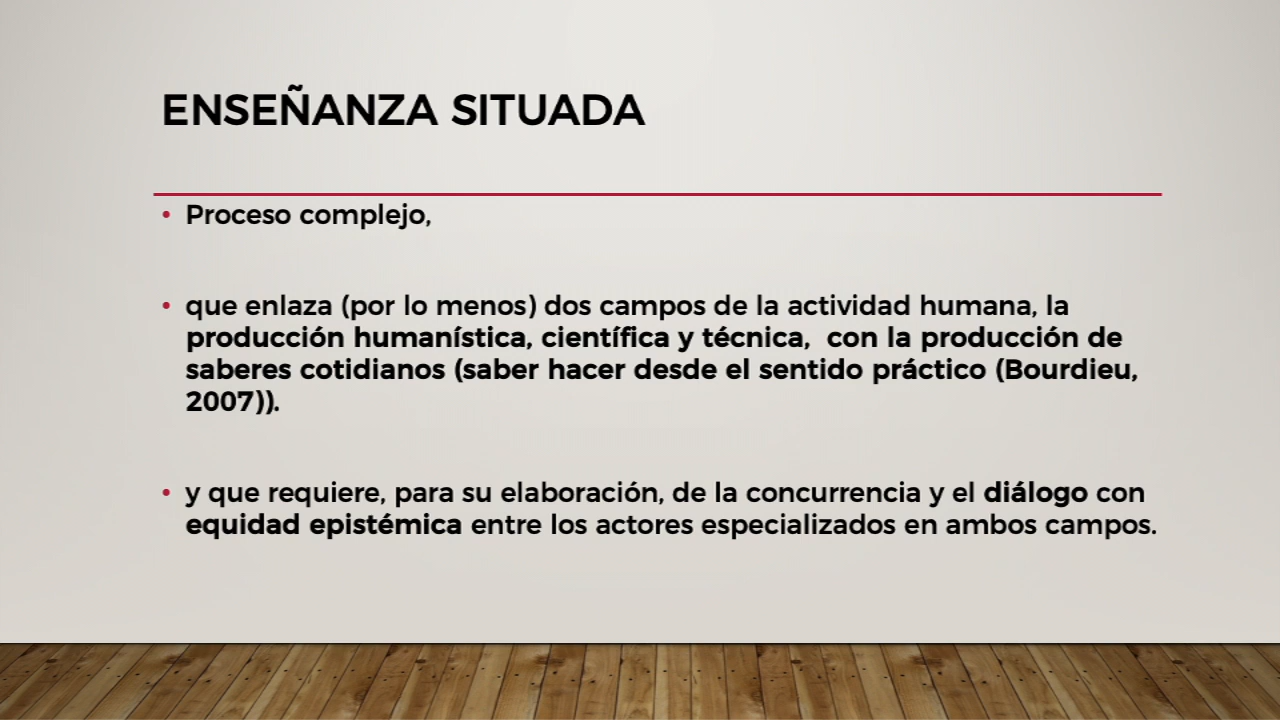 ENSEÑANZA SITUADA
• Proceso complejo,
• que enlaza (por lo menos) dos campos de la actividad humana, la
producción humanística, científica y técnica,  con la producción de
saberes cotidianos (saber hacer desde el sentido práctico (Bourdieu,
2007)).
• y que requiere, para su elaboración, de la concurrencia y el diálogo con
equidad epistémica entre los actores especializados en ambos campos.